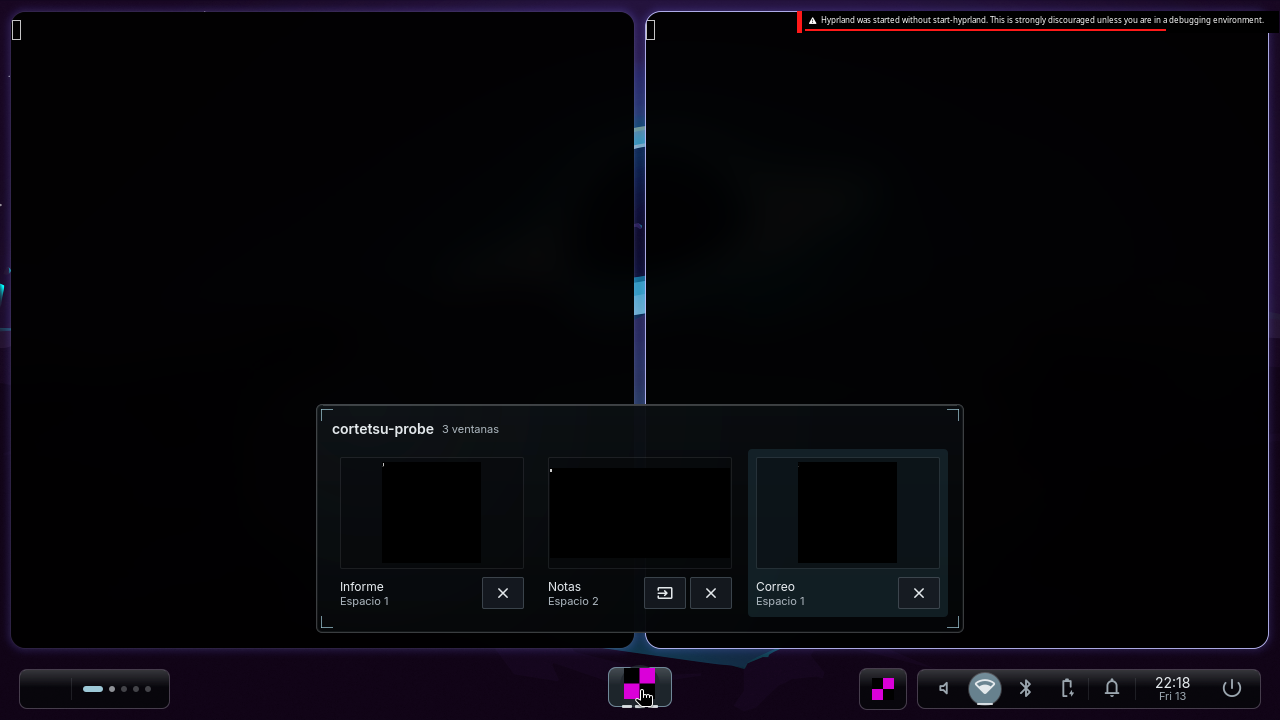 Hyprland was started without start-hyprland. This is strongly discouraged unless you are in a debugging environment.
cortetsu-probe 3 ventanas
Informe
Espacio 1
Notas
Espacio 2
Correo
Espacio 1
22:18
Fri 13